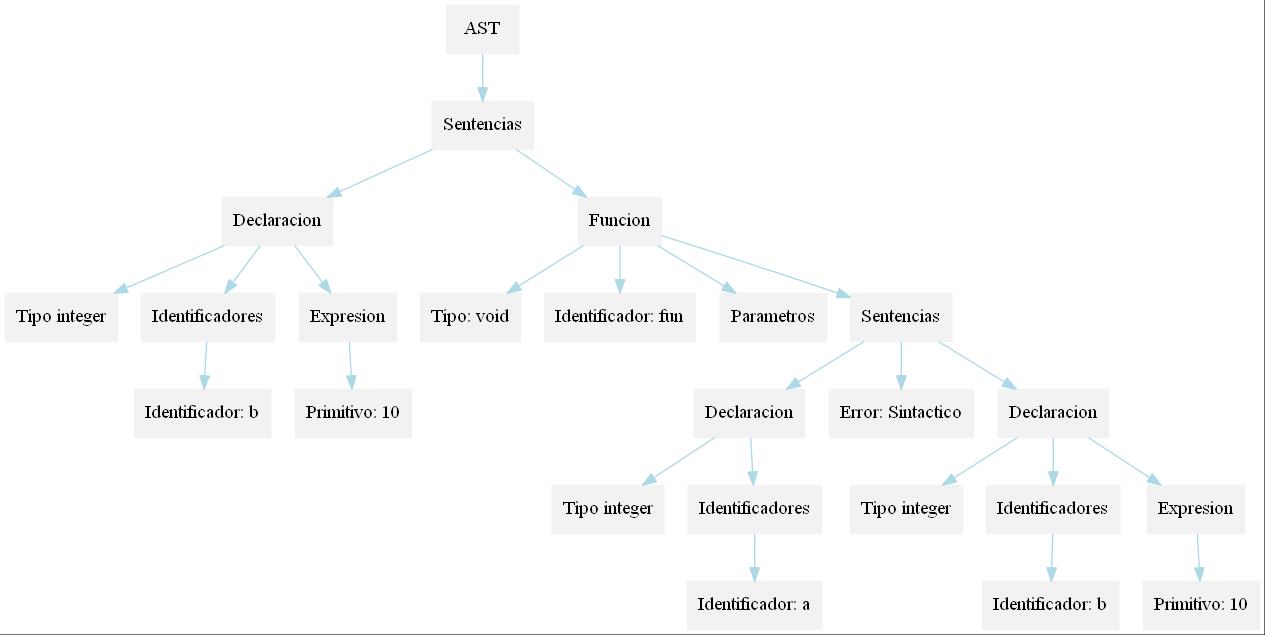 AST
Sentencias
Declaracion
Funcion
Tipo integer
Identificadores
Expresion
Tipo: void
Identificador: fun
Parametros
Sentencias
Identificador: b
Primitivo: 10
Declaracion
Error: Sintactico
Declaracion
Tipo integer
Identificadores
Tipo integer
Identificadores
Expresion
Identificador: a
Identificador: b
Primitivo: 10